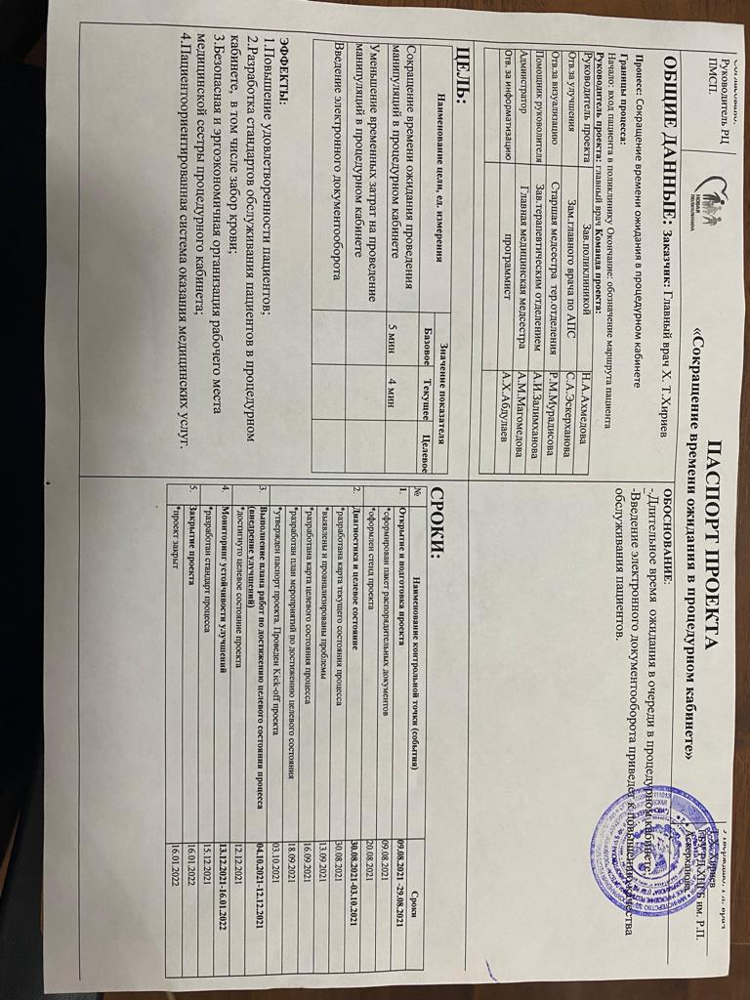 Согласовано:
Руководитель РЦ
ПМСП.
НОВАЯ
ПОЛИКЛИНИКА
ПАСПОРТ ПРОЕКТА
«Сокращение времени ожидания в процедурном кабинете»
Х.Т.Хириев
ГБУ РД ХЦГБ им. Р.П.
Аскерханова
ОБЩИЕ ДАННЫЕ: Заказчик: Главный врач Х. Т.Хириев
Процесс: Сокращение времени ожидания в процедурном кабинете
Границы процесса:
Начало: вход пациента в поликлинику Окончание: обозначение маршрута пациента
Руководитель проекта: главный врач Команда проекта:
Руководитель проекта Зав.поликлиникой Н.А.Ахмедова
Отв.за улучшения Зам.главного врача по АПС С.А.Эскерханова
Отв.за визуализацию Старшая медсестра тер.отделения Р.М.Мурадисова
Помощник руководителя Зав.терапевтическим отделением А.И.Залимханова
Администратор Главная медицинская медсестра А.М.Магомедова
Отв. за информатизацию программист А.Х.Абдулаев
ОБОСНОВАНИЕ:
-.Длительное время ожидания в очереди в процедурном кабинете;
-Введение электронного документооборота приведет к повышению качества
обслуживания пациентов.
ЦЕЛЬ:
Наименование цели, ед. измерения Значение показателя
Базовое Текущее Целевое
Сокращение времени ожидания проведения
манипуляций в процедурном кабинете 5 мин 4 мин
Уменьшение временных затрат на проведение
манипуляций в процедурном кабинете
Введение электронного документооборота
ЭФФЕКТЫ:
1.Повышение удовлетворенности пациентов;
2.Разработка стандартов обслуживания пациентов в процедурном
кабинете, в том числе забор крови;
3.Безопасная и эргоэкономичная организация рабочего места
медицинской сестры процедурного кабинета;
4.Пациентоориентированная система оказания медицинских услуг.
СРОКИ:
№ Наименование контрольной точки (события) Сроки
1. Открытие и подготовка проекта 09.08.2021 -29.08.2021
*сформирован пакет распорядительных документов 09.08.2021
*оформлен стенд проекта 20.08.2021
2. Диагностика и целевое состояние 30.08.2021-03.10.2021
*разработана карта текущего состояния процесса 30.08.2021
*выявлены и проанализированы проблемы 13.09.2021
*разработана карта целевого состояния процесса 16.09.2021
*разработан план мероприятий по достижению целевого состояния 18.09.2021
*утвержден паспорт проекта. Проведен Kick-off проекта 03.10.2021
3. Выполнение плана работ по достижению целевого состояния процесса
(внедрение улучшений) 04.10.2021-12.12.2021
*достигнуто целевое состояние проекта 12.12.2021
4. Мониторинг устойчивости улучшений 13.12.2021-16.01.2022
*разработан стандарт процесса 15.12.2021
5. Закрытие проекта 16.01.2022
*проект закрыт 16.01.2022